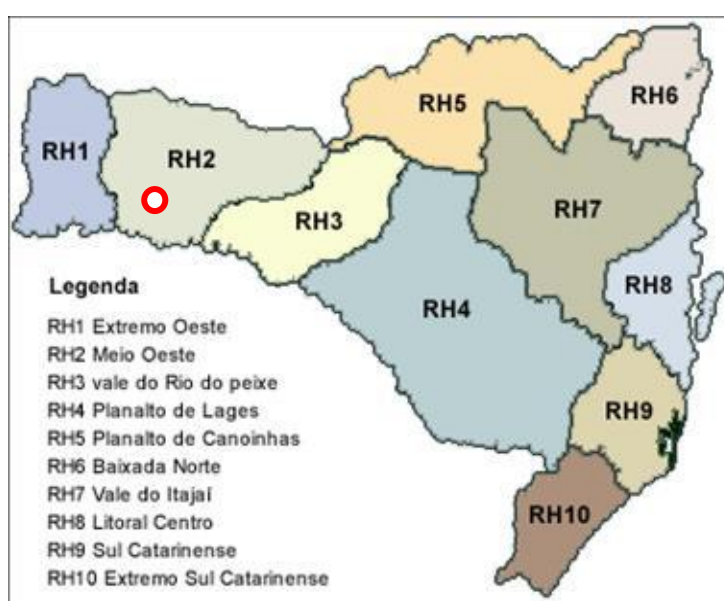 RH1
RH2
RH3
RH4
RH5
RH6
RH7
RH8
RH9
RH10
Legenda
RH1 Extremo Oeste
RH2 Meio Oeste
RH3 vale do Rio do peixe
RH4 Planalto de Lages
RH5 Planalto de Canoinhas
RH6 Baixada Norte
RH7 Vale do Itajaí
RH8 Litoral Centro
RH9 Sul Catarinense
RH10 Extremo Sul Catarinense